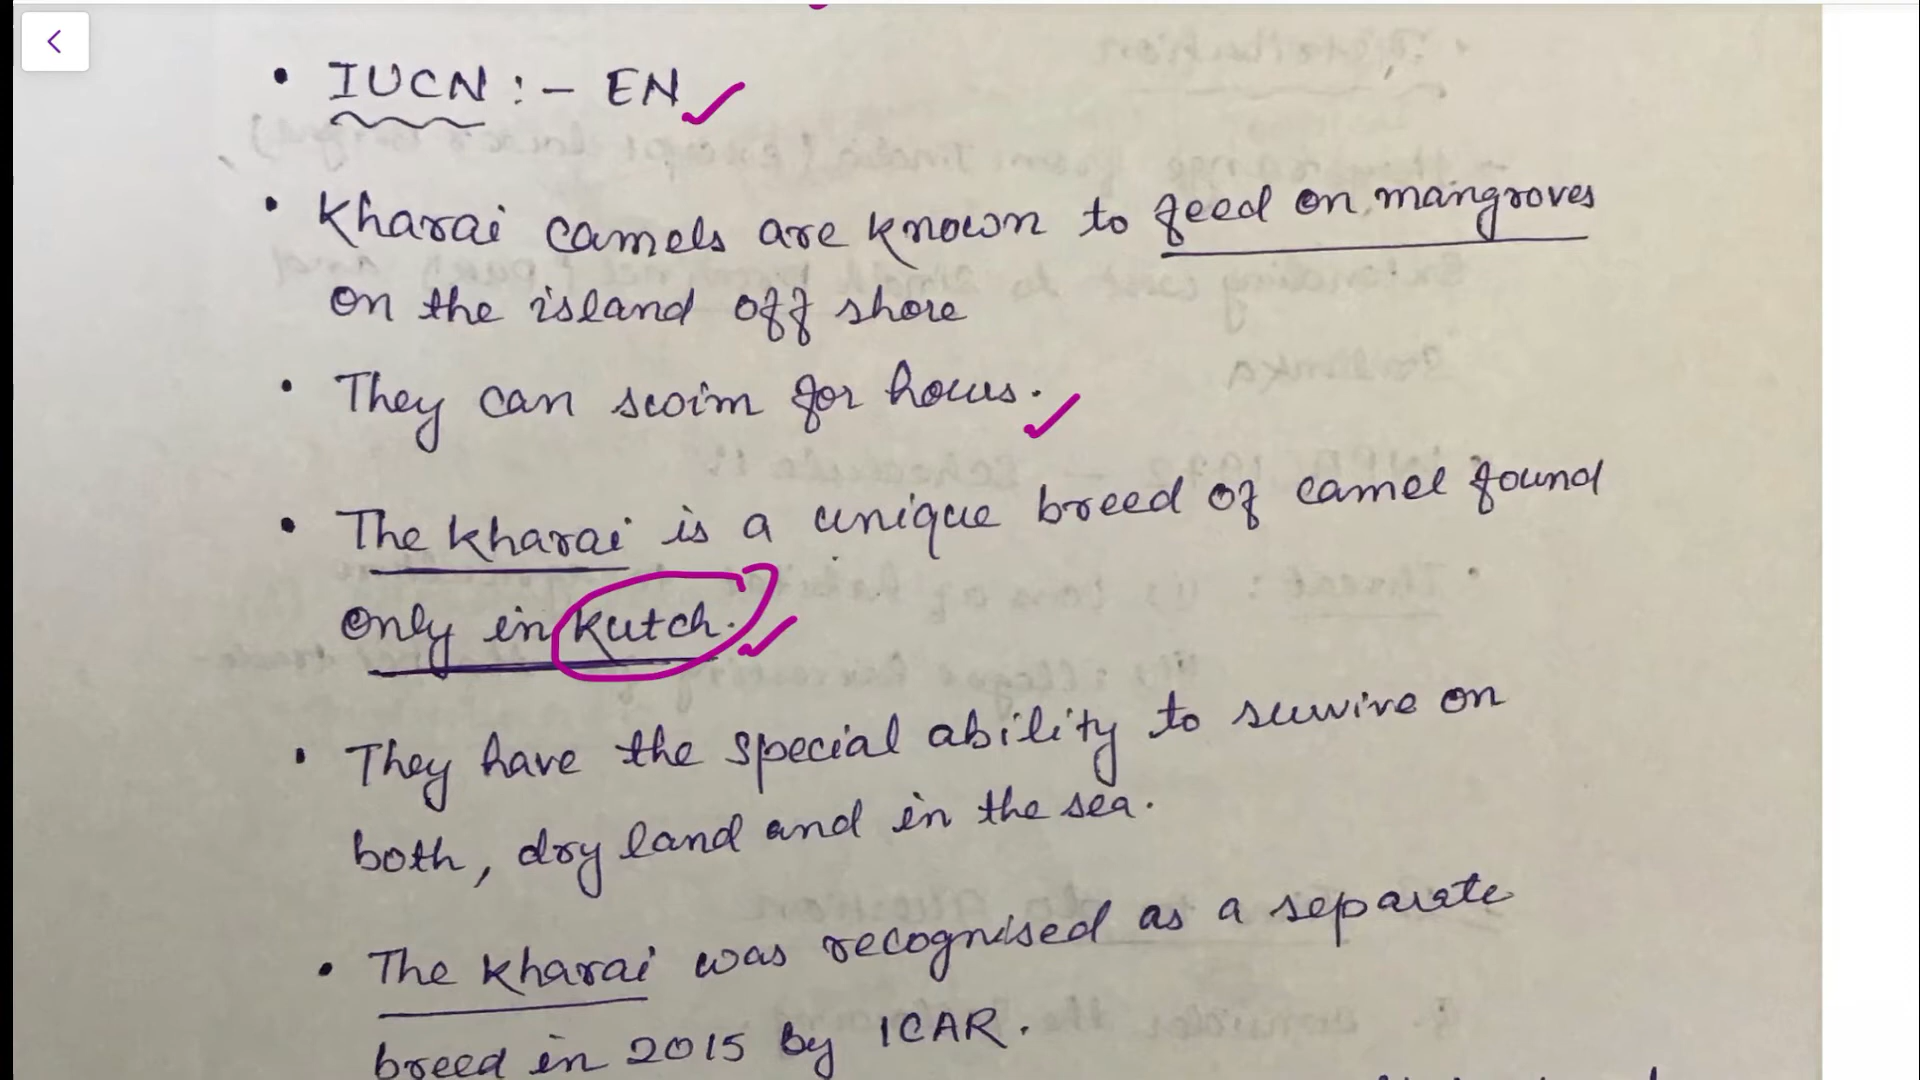 • IUCN :- EN
• Kharai camels are known to feed on mangroves
on the island off shore
• They can swim for hours.
• The Kharai is a unique breed of camel found
only in Kutch.
• They have the special ability to survive on
both, dry land and in the sea.
• The Kharai was recognised as a separate
breed in 2015 by ICAR.